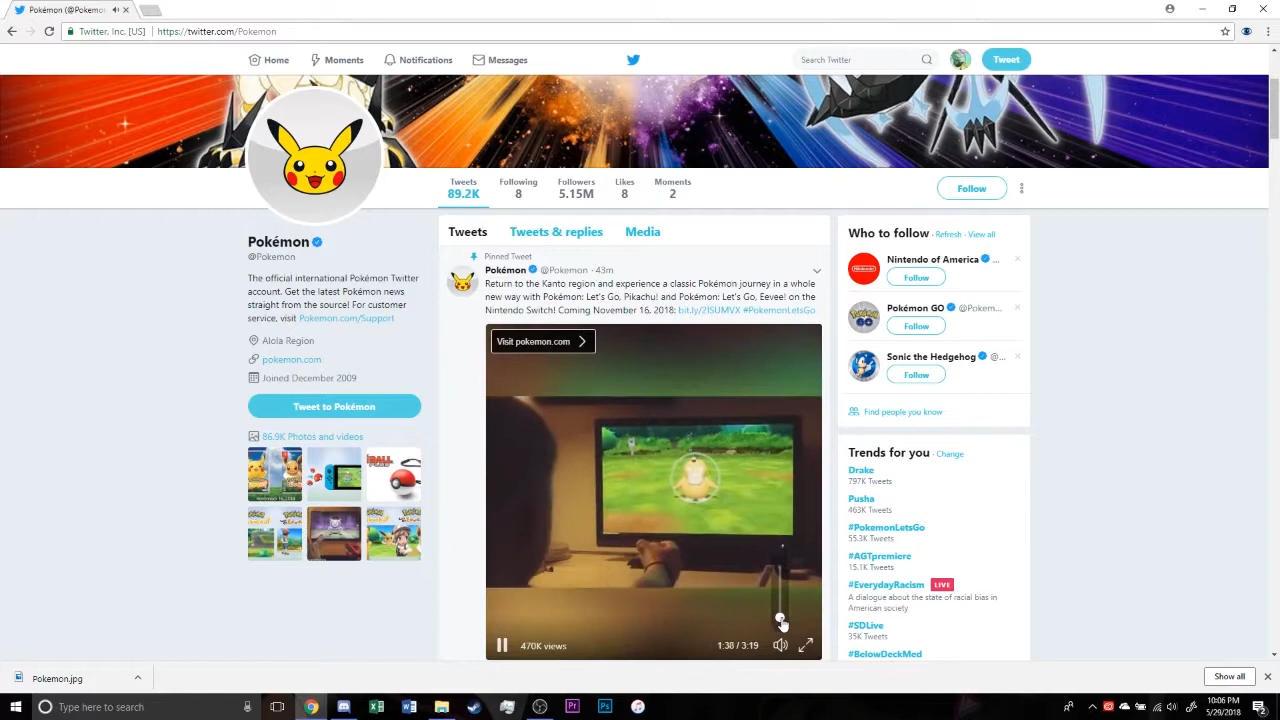 Pokémon (@Pokemo
Twitter, Inc. [US] https://twitter.com/Pokemon
Home Moments Notifications Messages
Search Twitter
Tweet
Tweets Following Followers Likes Moments
89.2K 8 5.15M 8 2
Follow
Pokémon
@Pokemon
The official international Pokémon Twitter
account. Get the latest Pokémon news
straight from the source! For customer
service, visit Pokemon.com/Support
Alola Region
pokemon.com
Joined December 2009
Tweet to Pokémon
86.9K Photos and videos
Tweets Tweets & replies Media
Pinned Tweet
Pokémon @Pokemon · 43m
Return to the Kanto region and experience a classic Pokémon journey in a whole
new way with Pokémon: Let's Go, Pikachu! and Pokémon: Let's Go, Eevee! on the
Nintendo Switch! Coming November 16, 2018: bit.ly/2ISUMVX #PokemonLetsGo
Visit pokemon.com
470K views
1:38 / 3:19
Who to follow · Refresh · View all
Nintendo of America ...
Follow
Pokémon GO @Pokem...
Follow
Sonic the Hedgehog @...
Follow
Find people you know
Trends for you · Change
Drake
797K Tweets
Pusha
463K Tweets
#PokemonLetsGo
55.3K Tweets
#AGTpremiere
15.1K Tweets
#EverydayRacism LIVE
A dialogue about the state of racial bias in
American society
#SDLive
35K Tweets
#BelowDeckMed
Pokemon.jpg
Show all
Type here to search
10:06 PM
5/29/2018